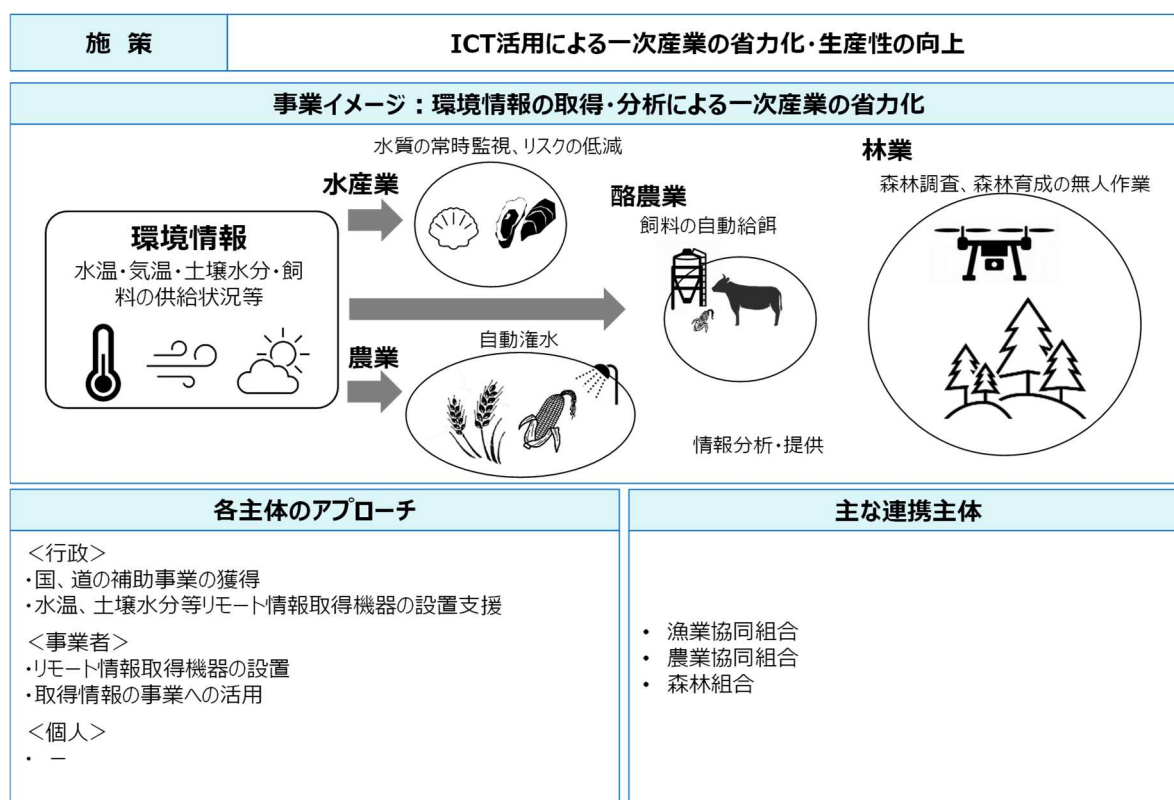 施 策
ICT活用による一次産業の省力化・生産性の向上
事業イメージ：環境情報の取得・分析による一次産業の省力化
水質の常時監視、リスクの低減
水産業
環境情報
水温・気温・土壌水分・飼
料の供給状況等
農業
自動潅水
酪農業
飼料の自動給餌
林業
森林調査、森林育成の無人作業
情報分析・提供
各主体のアプローチ
＜行政＞
・国、道の補助事業の獲得
・水温、土壌水分等リモート情報取得機器の設置支援
＜事業者＞
・リモート情報取得機器の設置
・取得情報の事業への活用
＜個人＞
・ －
主な連携主体
• 漁業協同組合
• 農業協同組合
• 森林組合